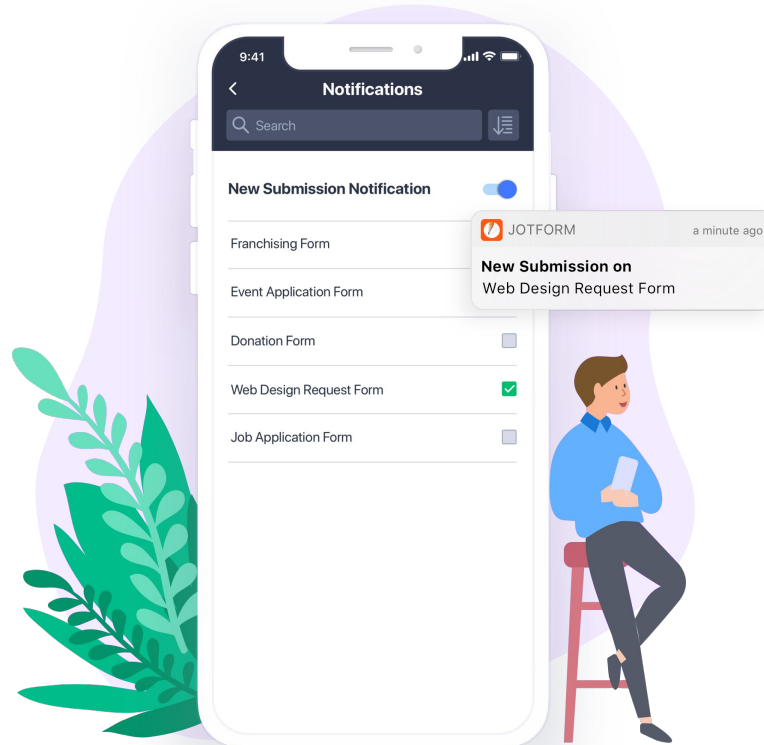 9:41
Notifications
Search
New Submission Notification
Franchising Form
JOTFORM a minute ago
New Submission on
Web Design Request Form
Event Application Form
Donation Form
Web Design Request Form
Job Application Form